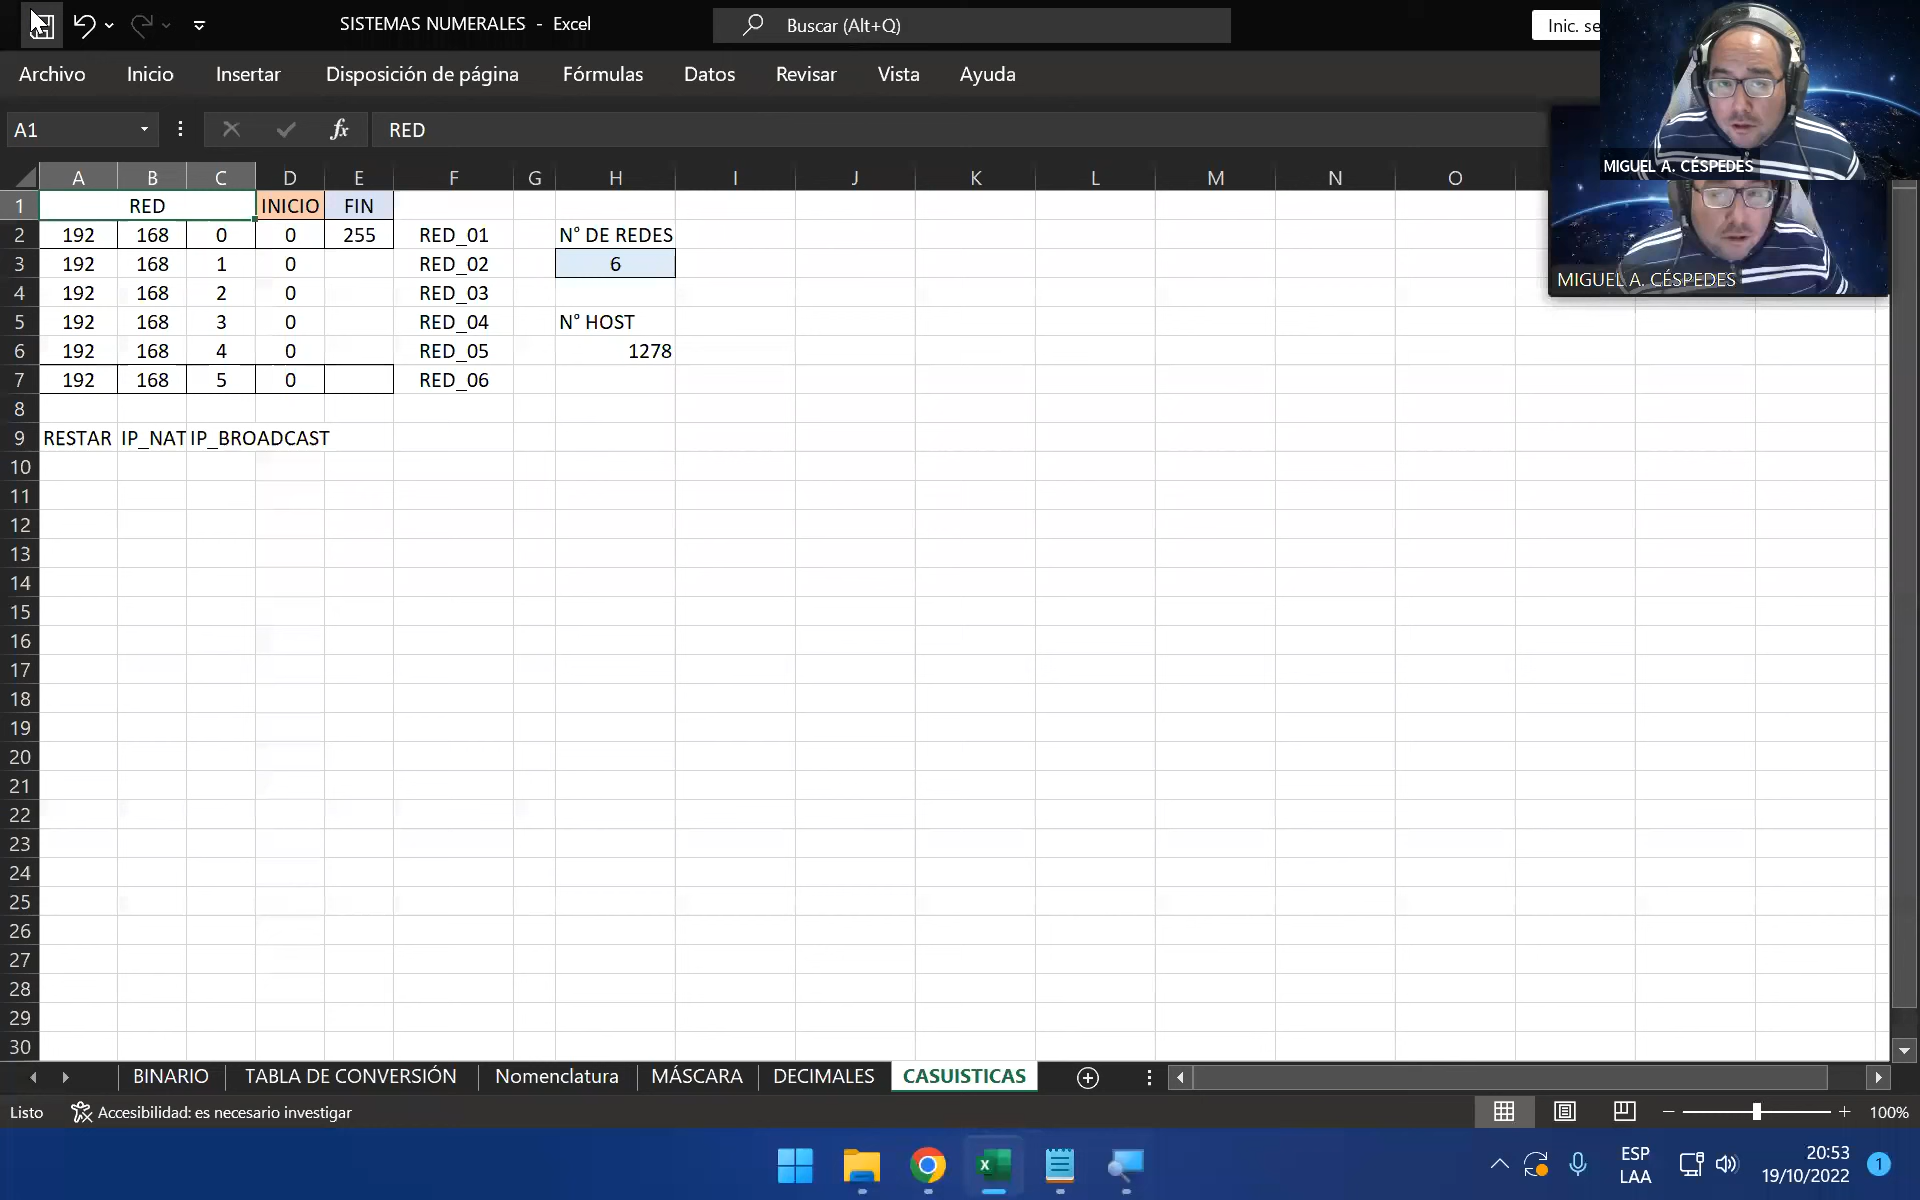 SISTEMAS NUMERALES - Excel
Buscar (Alt+Q)
Inic. se
Archivo Inicio Insertar Disposición de página Fórmulas Datos Revisar Vista Ayuda
A1 fx RED
MIGUEL A. CÉSPEDES
MIGUEL A. CÉSPEDES
A B C D E F G H I J K L M N O
1 RED INICIO FIN
2 192 168 0 0 255 RED_01 N° DE REDES
3 192 168 1 0 RED_02 6
4 192 168 2 0 RED_03
5 192 168 3 0 RED_04 N° HOST
6 192 168 4 0 RED_05 1278
7 192 168 5 0 RED_06
8
9 RESTAR IP_NAT IP_BROADCAST
10
11
12
13
14
15
16
17
18
19
20
21
22
23
24
25
26
27
28
29
30
BINARIO TABLA DE CONVERSIÓN Nomenclatura MÁSCARA DECIMALES CASUISTICAS
Listo Accesibilidad: es necesario investigar 100%
ESP 20:53
LAA 19/10/2022 1